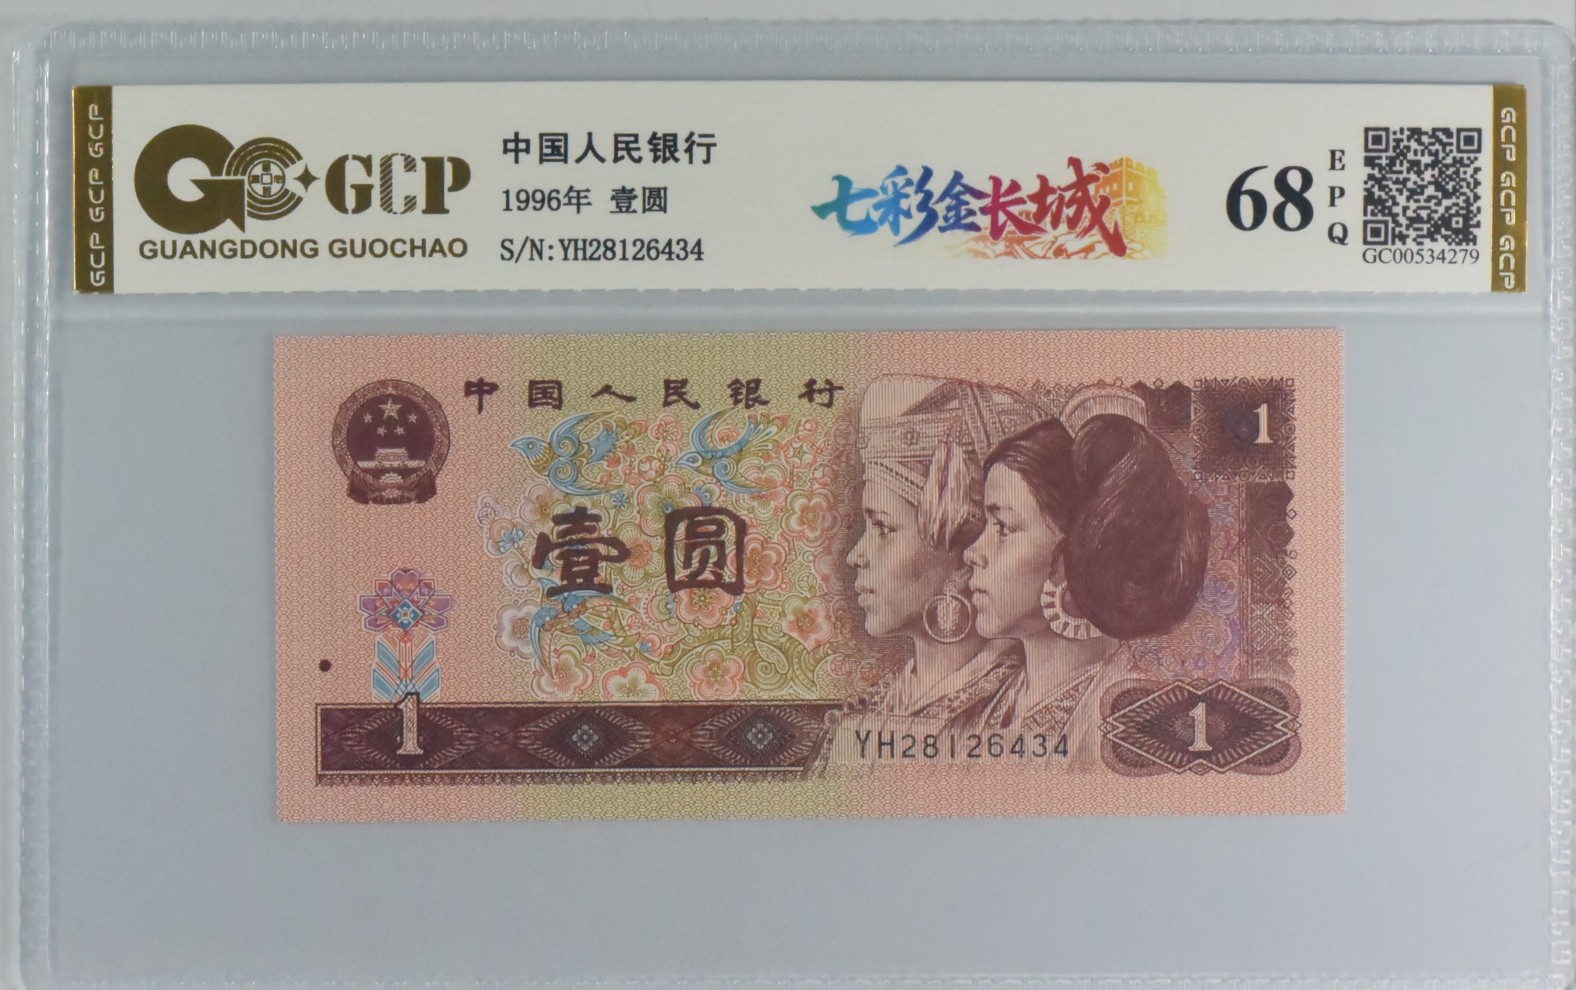 GCP GCP GCP
GCP
GUANGDONG GUOCHAO
中国人民银行
1996年 壹圆
S/N:YH28126434
七彩金长城
68
EPQ
GC00534279
GCP GCP GCP
中国人民银行
1
壹圆
1
YH28126434
1